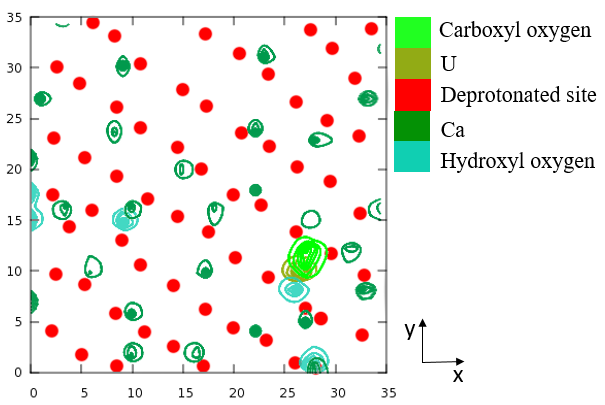 35
30
25
20
15
10
5
0
0 5 10 15 20 25 30 35
Carboxyl oxygen
U
Deprotonated site
Ca
Hydroxyl oxygen
y
x